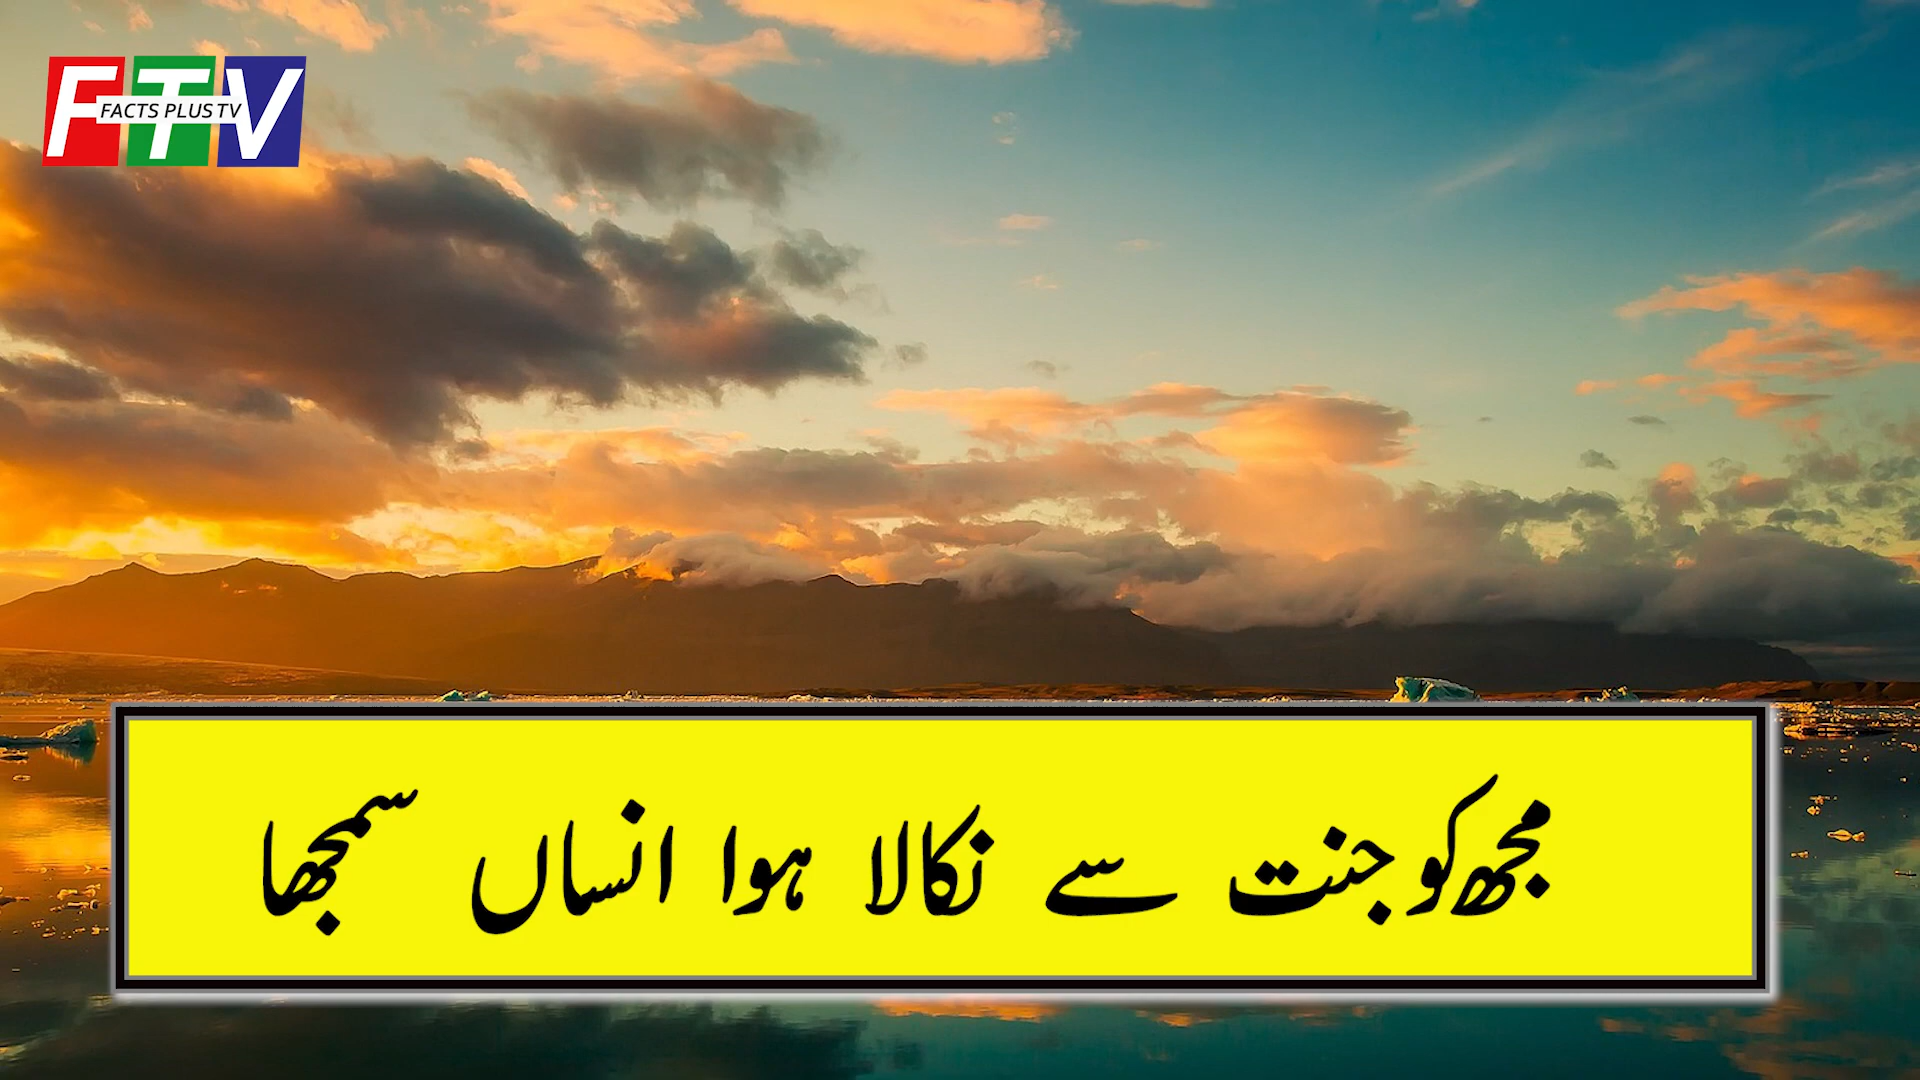 FTV
FACTS PLUS TV
مجھ کو جنت سے نکالا ہوا انساں سمجھا